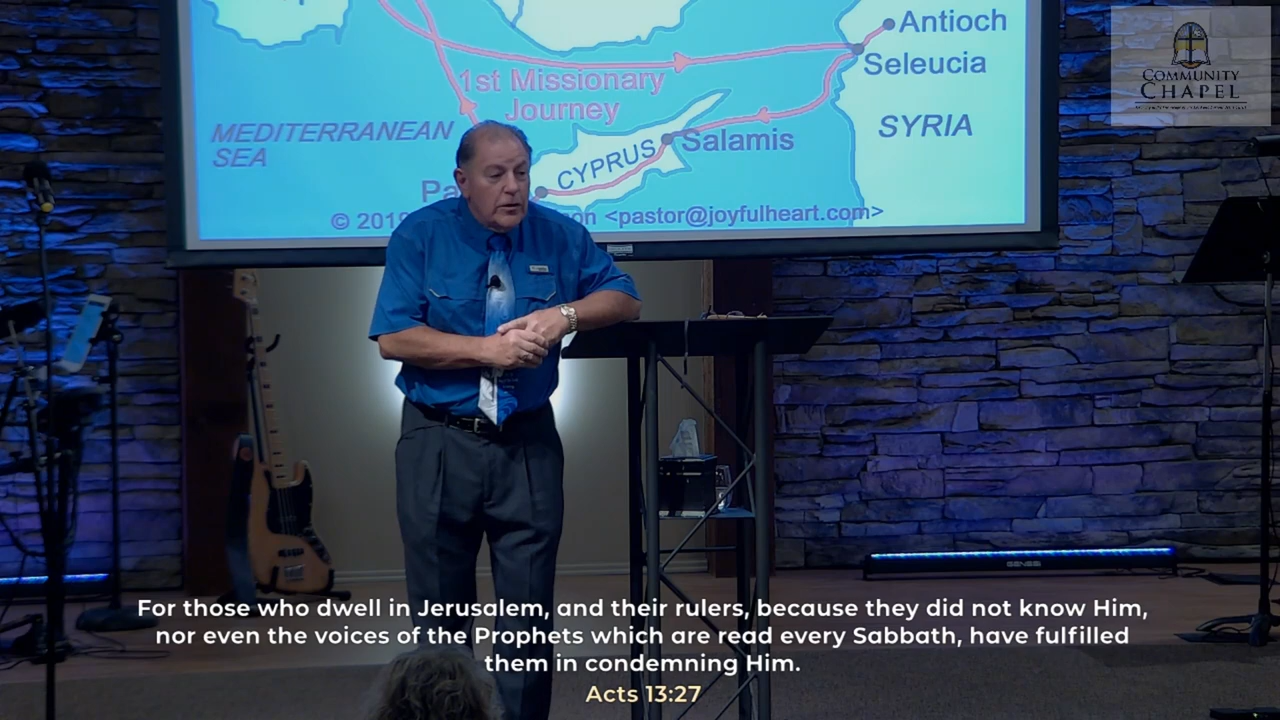 Antioch
Seleucia
1st Missionary
Journey
MEDITERRANEAN
SEA
SYRIA
CYPRUS
Salamis
<pastor@joyfulheart.com>
COMMUNITY
CHAPEL
For those who dwell in Jerusalem, and their rulers, because they did not know Him,
nor even the voices of the Prophets which are read every Sabbath, have fulfilled
them in condemning Him.
Acts 13:27